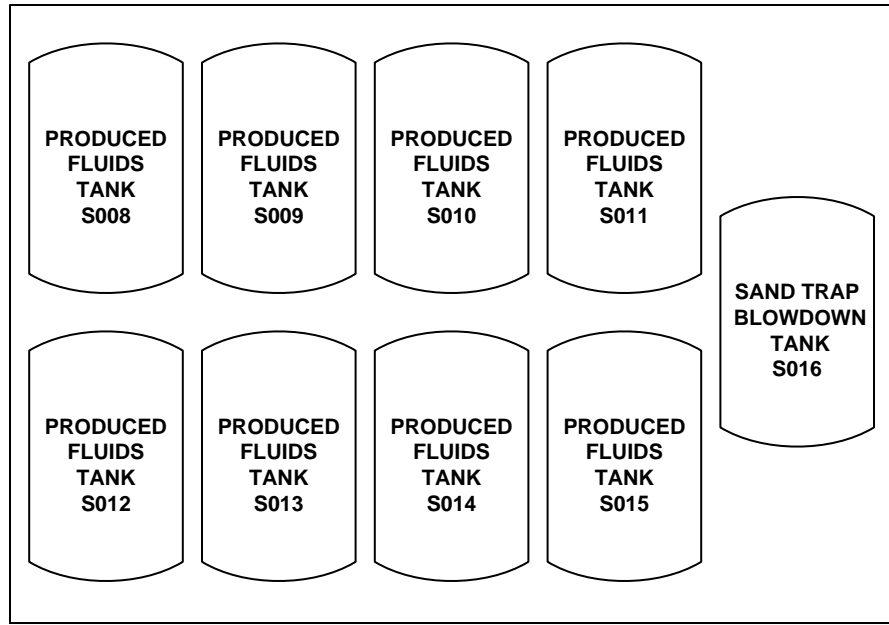 PRODUCED
FLUIDS
TANK
S008
PRODUCED
FLUIDS
TANK
S009
PRODUCED
FLUIDS
TANK
S010
PRODUCED
FLUIDS
TANK
S011
SAND TRAP
BLOWDOWN
TANK
S016
PRODUCED
FLUIDS
TANK
S012
PRODUCED
FLUIDS
TANK
S013
PRODUCED
FLUIDS
TANK
S014
PRODUCED
FLUIDS
TANK
S015